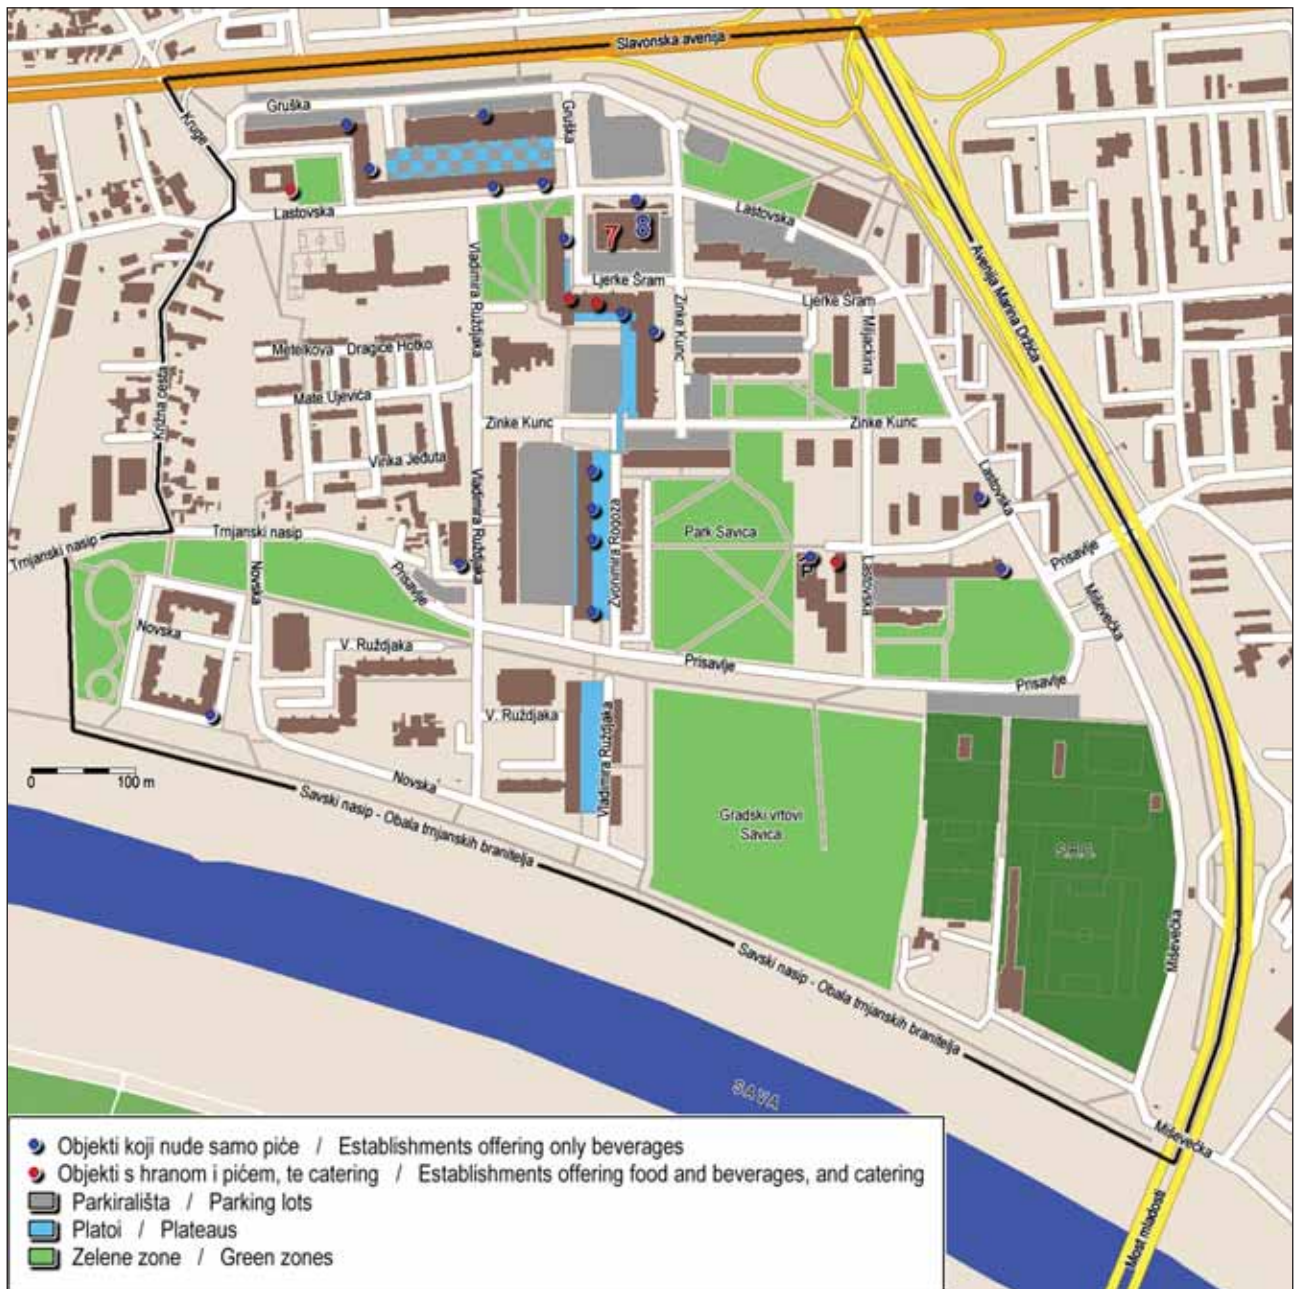 Slavonska avenija
Gruška
Gruška
Kruge
Lastovska
Lastovska
7
8
Avenija Marina Držića
Vladimira Ruždjaka
Ljerke Šram
Ljerke Šram
Zinke Kunc
Mljackina
Metelkova
Dragice Hotko
Mate Ujevića
Križna cesta
Zinke Kunc
Zinke Kunc
Vinka Jeđuta
Vladimira Ruždjaka
Lastovska
Zvonimira Rogoza
Park Savica
Trnjanski nasip
Trnjanski nasip
Prisavlje
Prisavlje
P
Lastovska
Novska
Novska
Miševečka
V. Ruždjaka
Prisavlje
Prisavlje
V. Ruždjaka
Vladimira Ruždjaka
0 100 m
Novska
Savski nasip - Obala trnjanskih branitelja
Gradski vrtovi
Savica
S.R.C.
Miševečka
Savski nasip - Obala trnjanskih branitelja
SAVA
Miševečka
Most mladosti
Objekti koji nude samo piće / Establishments offering only beverages
Objekti s hranom i pićem, te catering / Establishments offering food and beverages, and catering
Parkirališta / Parking lots
Platoi / Plateaus
Zelene zone / Green zones